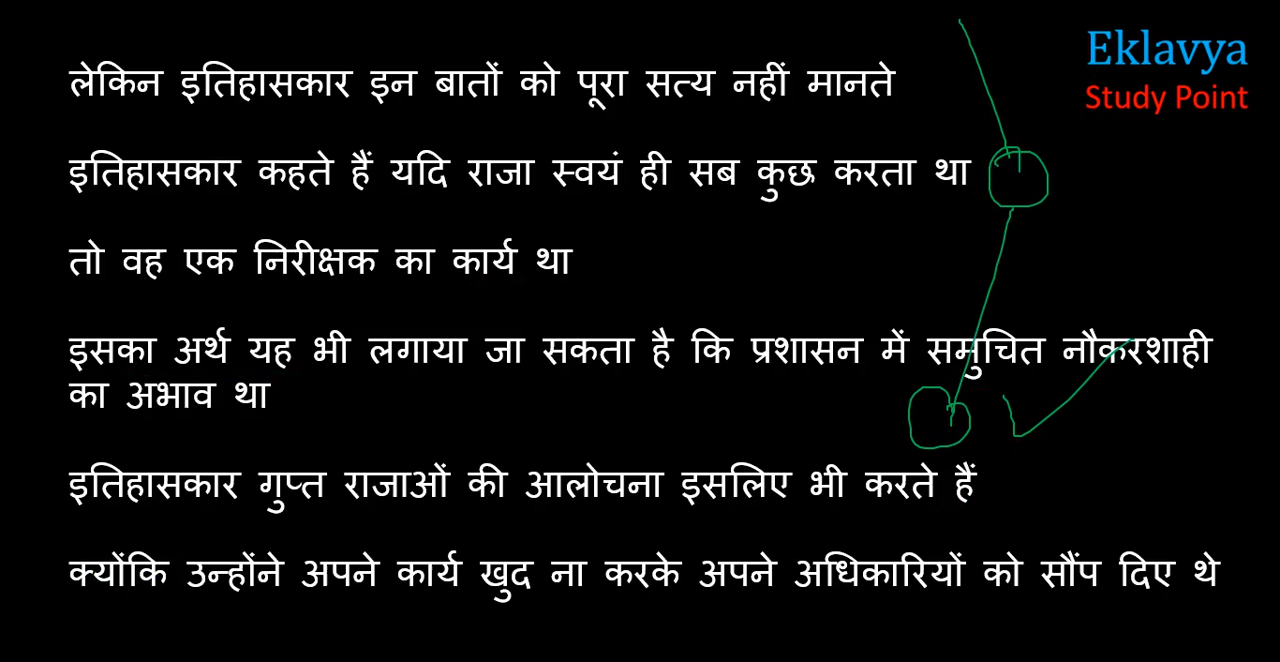 Eklavya
Study Point
लेकिन इतिहासकार इन बातों को पूरा सत्य नहीं मानते
इतिहासकार कहते हैं यदि राजा स्वयं ही सब कुछ करता था
तो वह एक निरीक्षक का कार्य था
इसका अर्थ यह भी लगाया जा सकता है कि प्रशासन में समुचित नौकरशाही
का अभाव था
इतिहासकार गुप्त राजाओं की आलोचना इसलिए भी करते हैं
क्योंकि उन्होंने अपने कार्य खुद ना करके अपने अधिकारियों को सौंप दिए थे